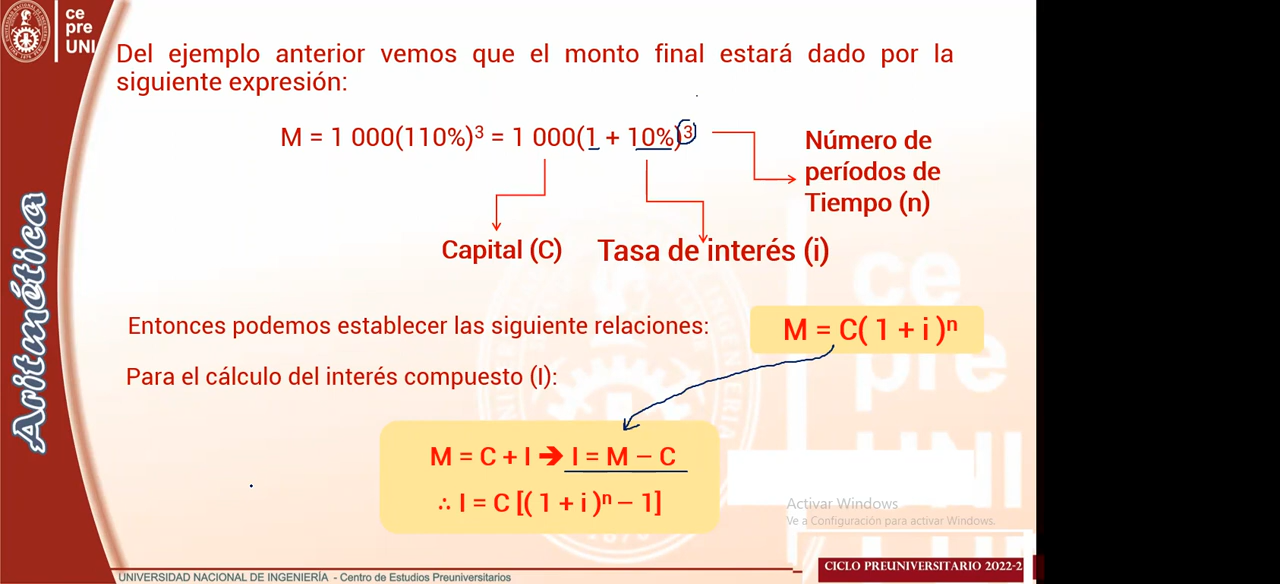 ce
pre
UNI
Del ejemplo anterior vemos que el monto final estará dado por la
siguiente expresión:
M = 1 000(110%)³ = 1 000(1 + 10%)³
Número de
períodos de
Tiempo (n)
Capital (C) Tasa de interés (i)
Entonces podemos establecer las siguiente relaciones: M = C( 1 + i )ⁿ
Para el cálculo del interés compuesto (I):
M = C + I ➔ I = M – C
∴ I = C [( 1 + i )ⁿ – 1]
Aritmética
ce
pre
UNI
Activar Windows
Ve a Configuración para activar Windows.
UNIVERSIDAD NACIONAL DE INGENIERÍA - Centro de Estudios Preuniversitarios
CICLO PREUNIVERSITARIO 2022-2